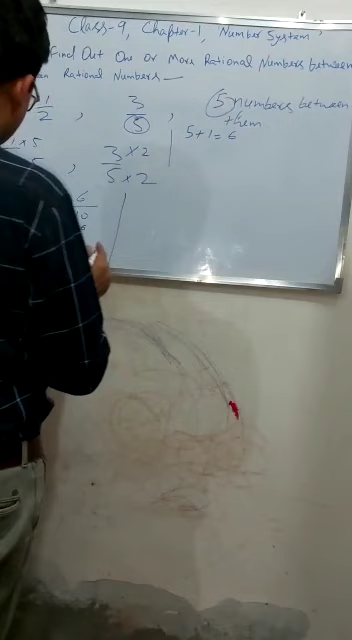 Class-9, Chapter-1, Number System'
Find Out One or More Rational Numbers between
Rational Numbers —
1/2 , 3/5 , 5 numbers between
them
5+1=6
×5 , 3×2
5×2
6